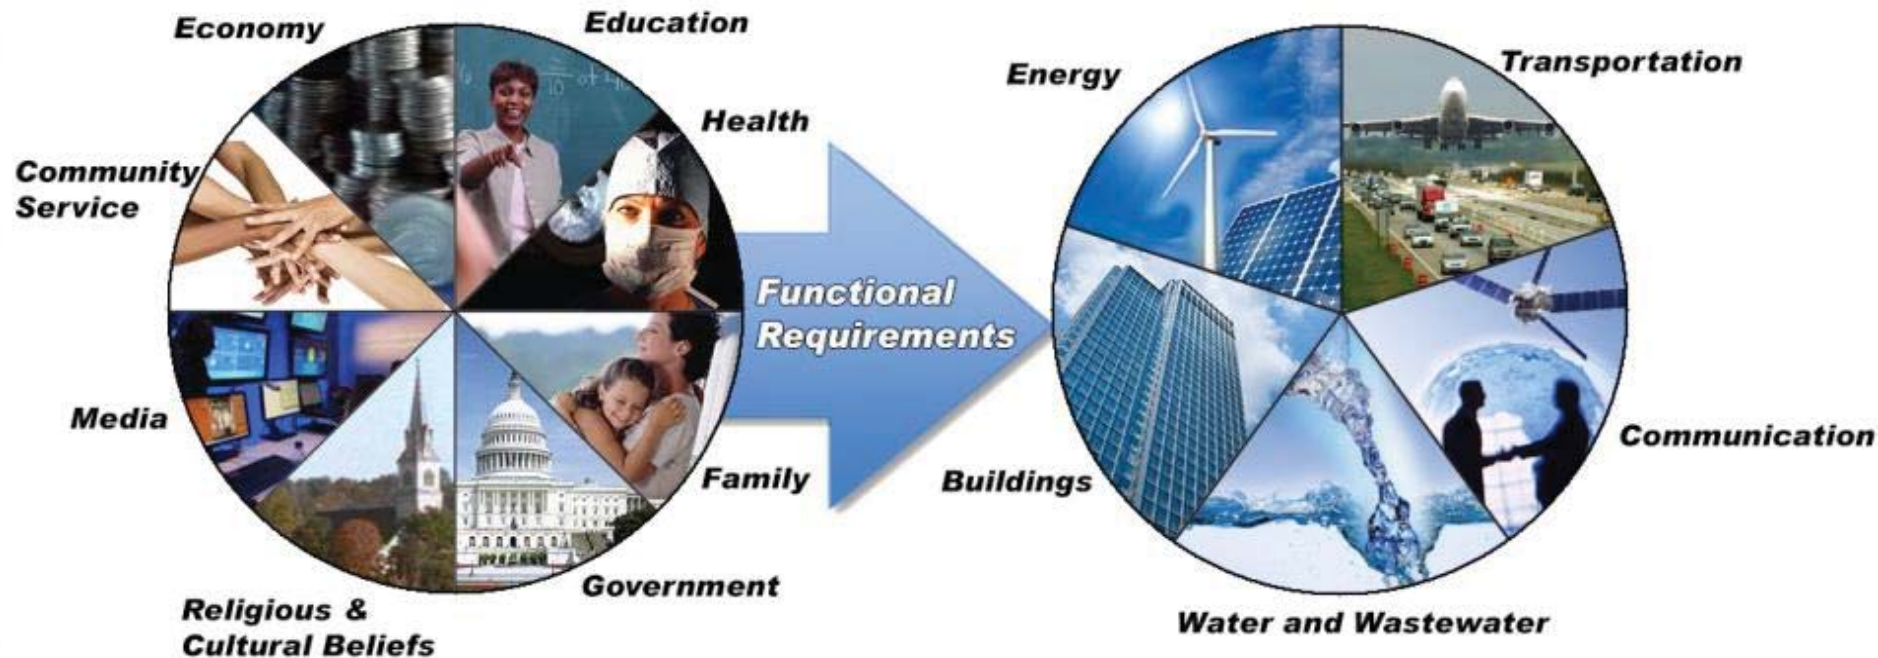 Economy
Education
Health
Community
Service
Media
Religious &
Cultural Beliefs
Government
Family
Functional
Requirements
Energy
Transportation
Buildings
Communication
Water and Wastewater